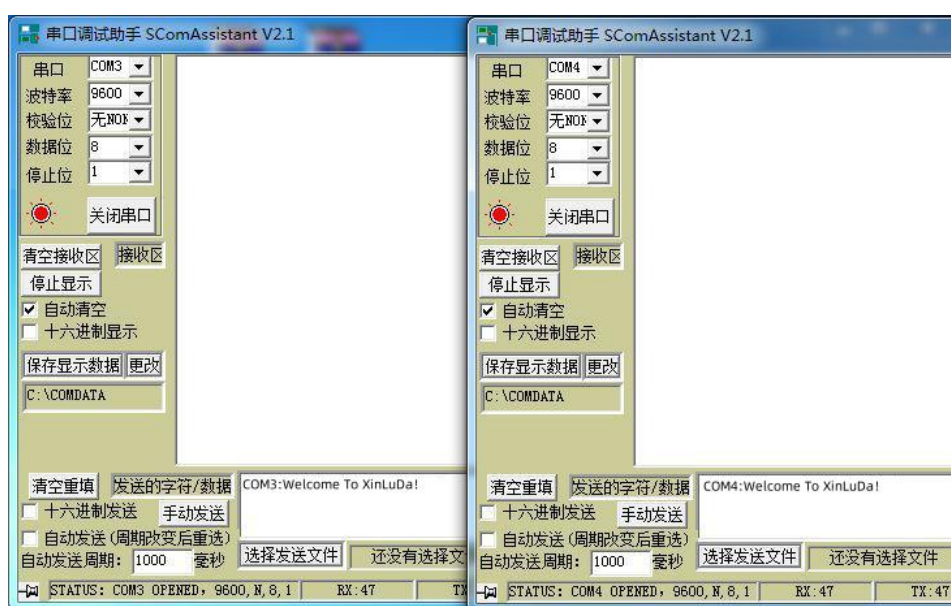 串口调试助手 SComAssistant V2.1
串口 COM3
波特率 9600
校验位 无NON
数据位 8
停止位 1
关闭串口
清空接收区 接收区
停止显示
自动清空
十六进制显示
保存显示数据 更改
C:\COMDATA
清空重填 发送的字符/数据 COM3:Welcome To XinLuDa!
十六进制发送 手动发送
自动发送(周期改变后重选)
自动发送周期: 1000 毫秒 选择发送文件 还没有选择文
STATUS: COM3 OPENED, 9600,N,8,1 RX:47 TX
串口调试助手 SComAssistant V2.1
串口 COM4
波特率 9600
校验位 无NON
数据位 8
停止位 1
关闭串口
清空接收区 接收区
停止显示
自动清空
十六进制显示
保存显示数据 更改
C:\COMDATA
清空重填 发送的字符/数据 COM4:Welcome To XinLuDa!
十六进制发送 手动发送
自动发送(周期改变后重选)
自动发送周期: 1000 毫秒 选择发送文件 还没有选择文件
STATUS: COM4 OPENED, 9600,N,8,1 RX:47 TX:47